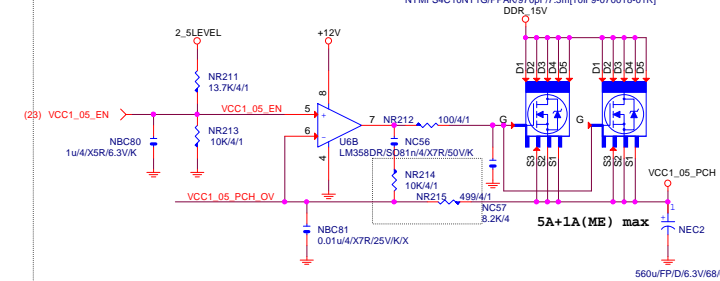 DDR_15V
2_5LEVEL
+12V
D1 D2 D3 D4 D5
D1 D2 D3 D4 D5
NR211
13.7K/4/1
8
(23) VCC1_05_EN
VCC1_05_EN
5
+
7
NR212
100/4/1
G
G
6
-
NBC80
1u/4/X5R/6.3V/K
NR213
10K/4/1
U6B
LM358DR/SO8
4
NC56
1n/4/X7R/50V/K
S3 S2 S1
S3 S2 S1
NR214
10K/4/1
VCC1_05_PCH
VCC1_05_PCH_OV
NR215
499/4/1
NC57
8.2K/4
5A+1A(ME) max
1
NEC2
NBC81
0.01u/4/X7R/25V/K/X
560u/FP/D/6.3V/68/